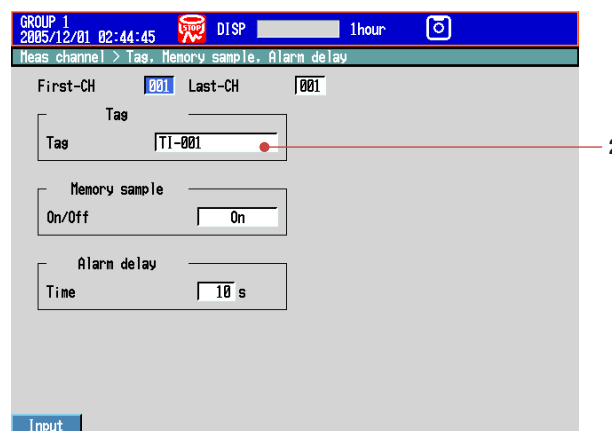 GROUP 1
2005/12/01 02:44:45 STOP DISP 1hour
Meas channel > Tag, Memory sample, Alarm delay
First-CH 001 Last-CH 001
Tag
Tag TI-001
2
Memory sample
On/Off On
Alarm delay
Time 10 s
Input